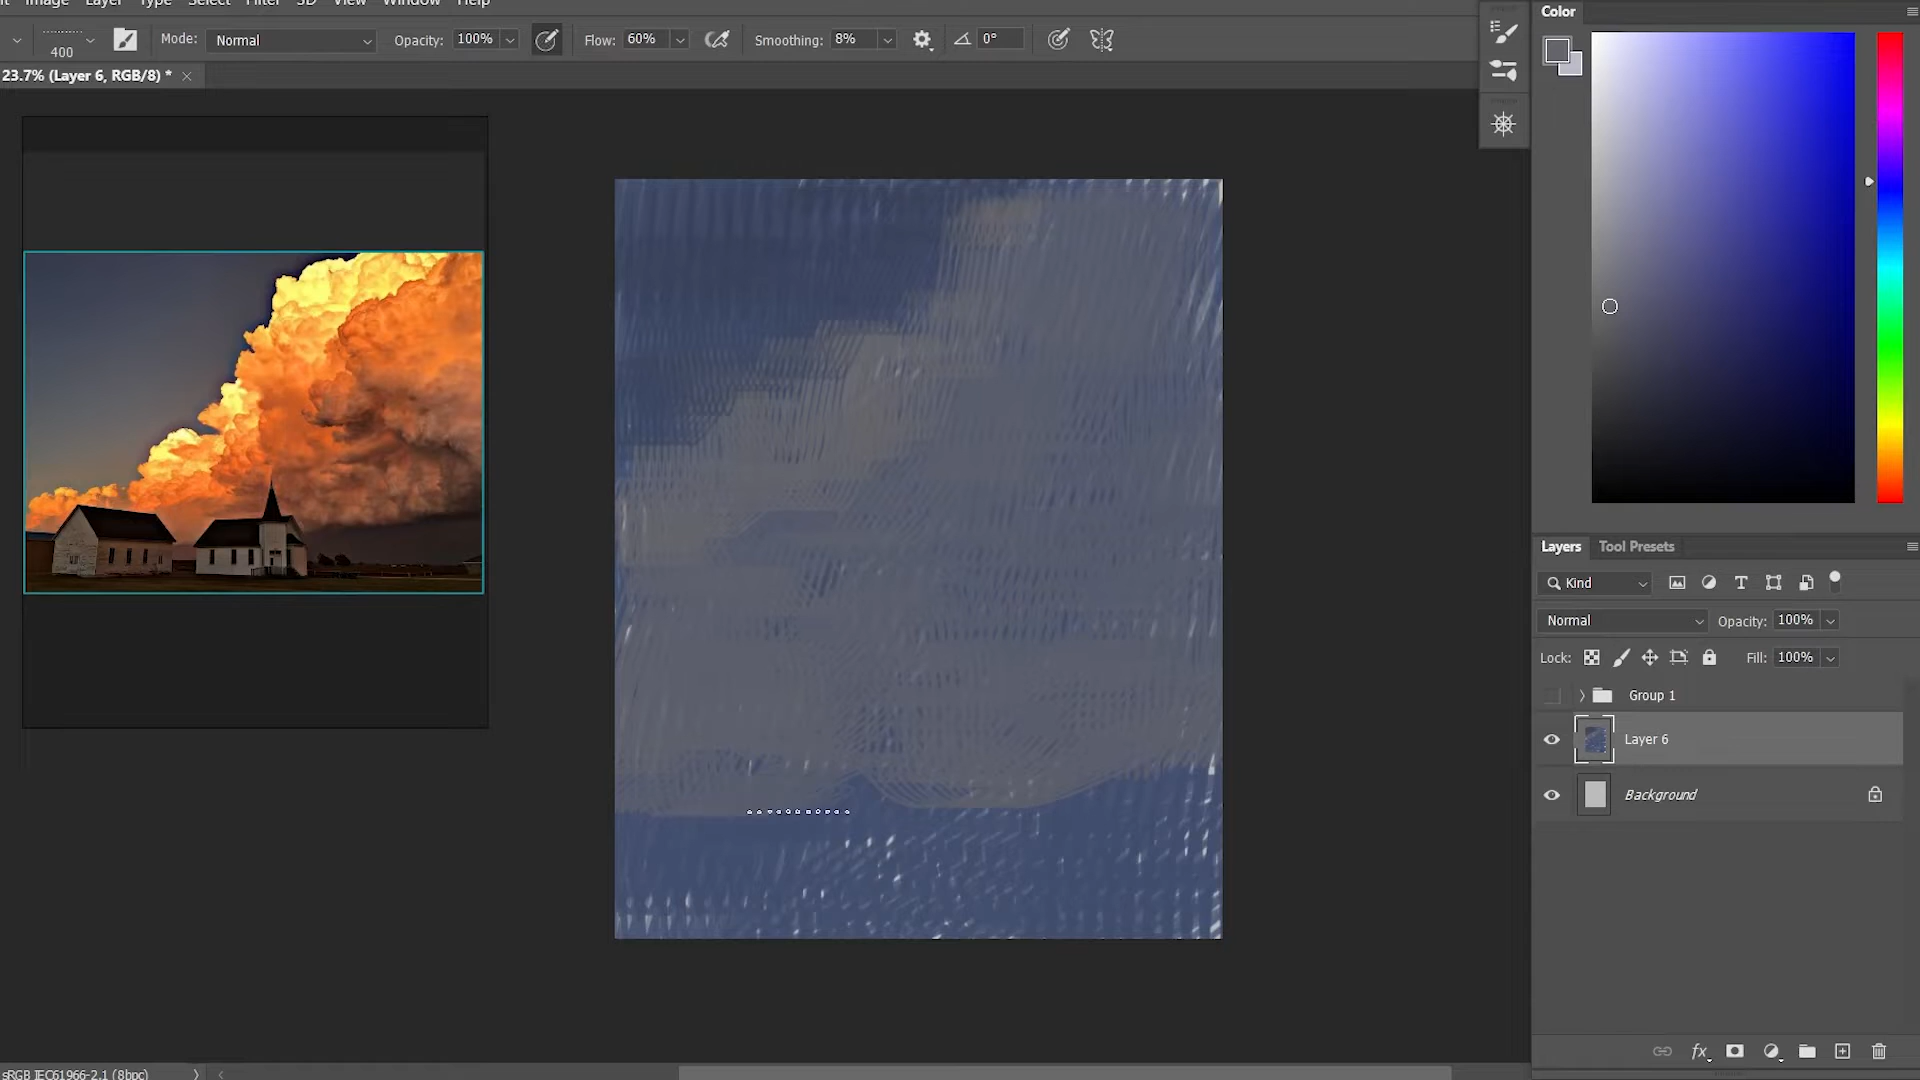 Image Layer Type Select Filter 3D View Window Help
400 Mode: Normal Opacity: 100% Flow: 60% Smoothing: 8% 0°
23.7% (Layer 6, RGB/8) *
Color
Layers Tool Presets
Kind
Normal Opacity: 100%
Lock: Fill: 100%
Group 1
Layer 6
Background
fx
sRGB IEC61966-2.1 (8bpc)